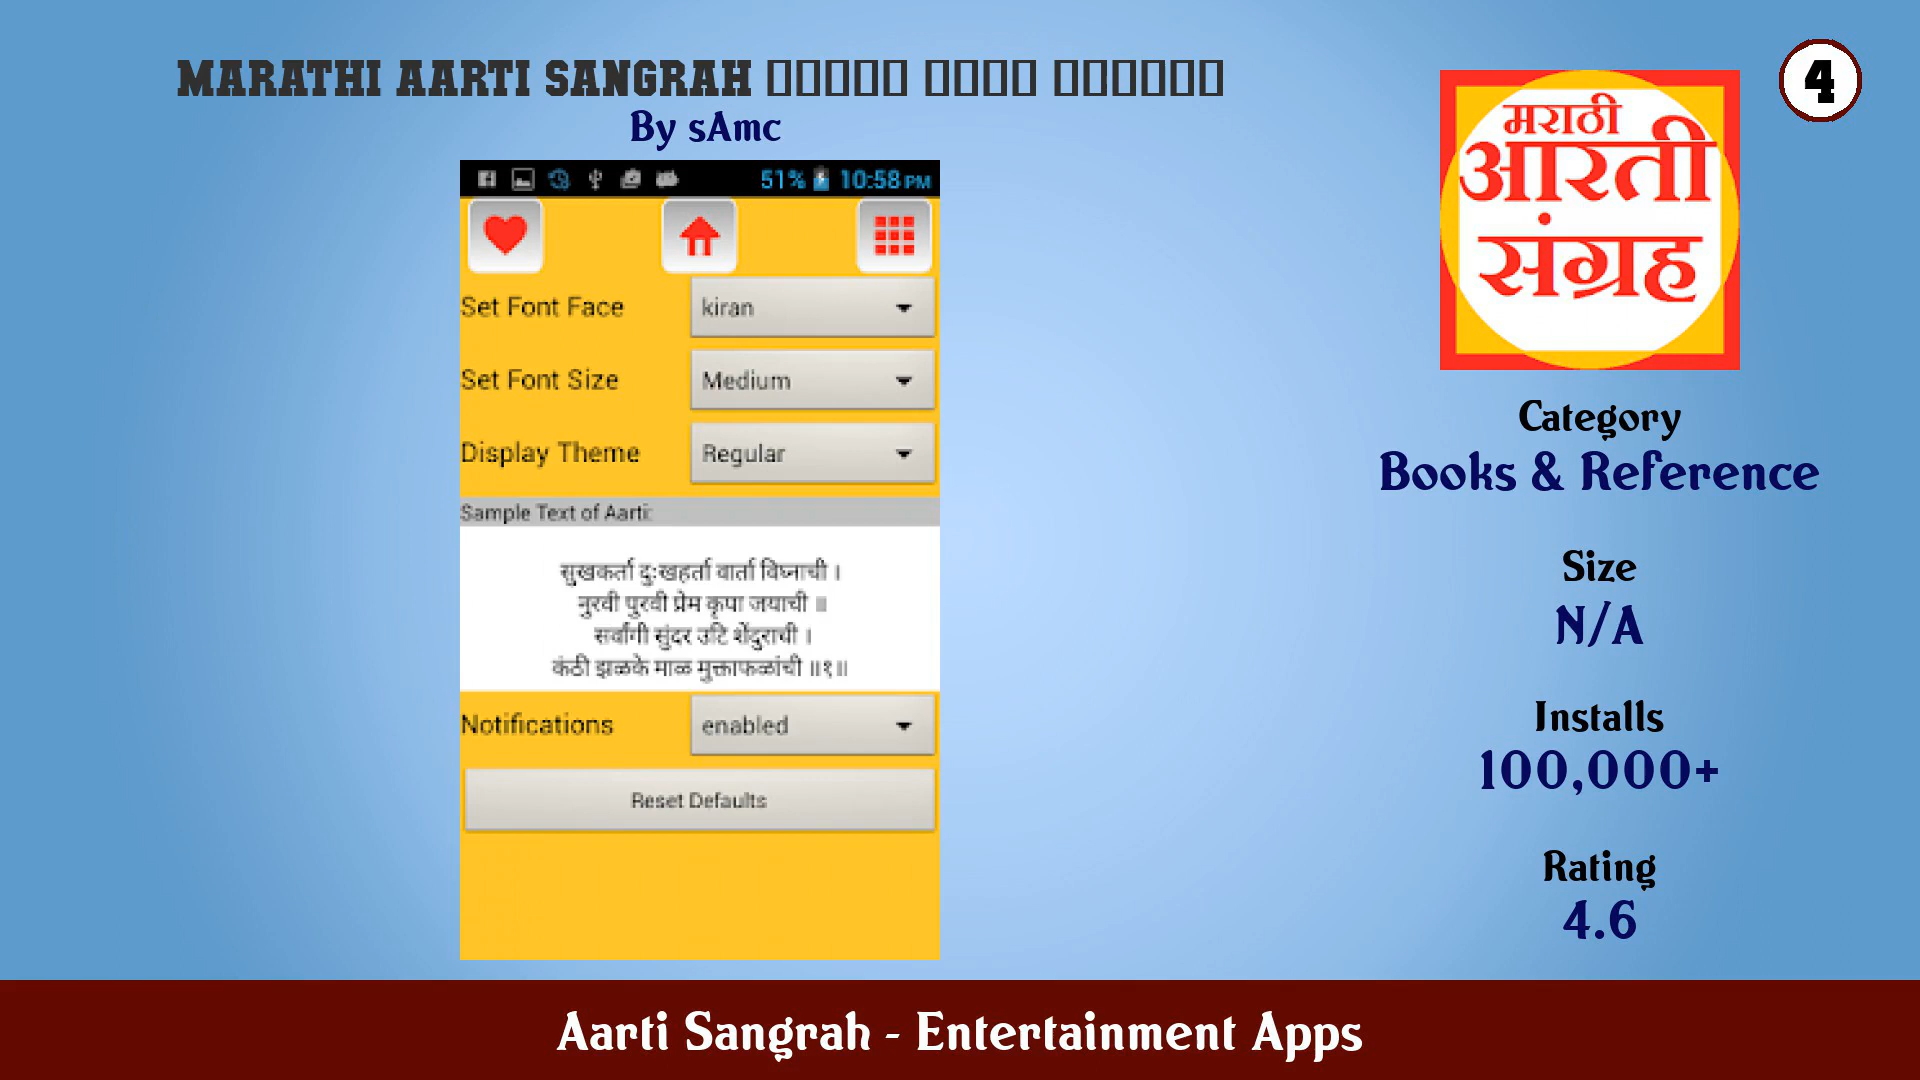 MARATHI AARTI SANGRAH
By sAmc
4
मराठी
आरती
संग्रह
51% 10:58 PM
Set Font Face kiran
Set Font Size Medium
Display Theme Regular
Sample Text of Aarti:
सुखकर्ता दुःखहर्ता वार्ता विघ्नाची ।
नुरवी पुरवी प्रेम कृपा जयाची ॥
सर्वांगी सुंदर उटि शेंदुराची ।
कंठी झळके माळ मुक्ताफळांची ॥१॥
Notifications enabled
Reset Defaults
Category
Books & Reference
Size
N/A
Installs
100,000+
Rating
4.6
Aarti Sangrah - Entertainment Apps